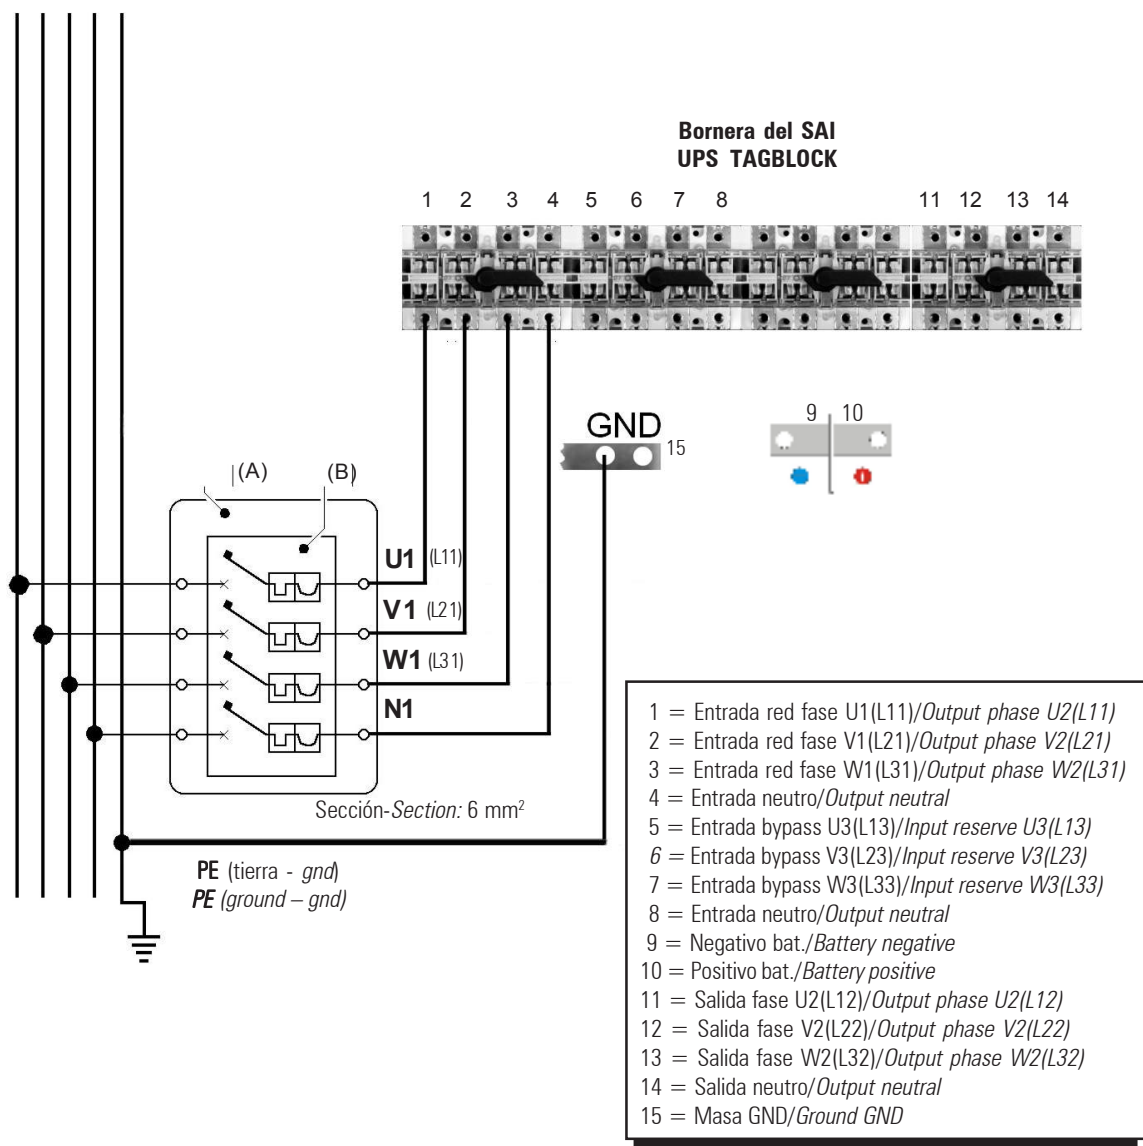 Bornera del SAI
UPS TAGBLOCK
1 2 3 4 5 6 7 8 11 12 13 14
GND
15
9 10
(A) (B)
U1 (L11)
V1 (L21)
W1 (L31)
N1
Sección-Section: 6 mm²
PE (tierra - gnd)
PE (ground – gnd)
1 = Entrada red fase U1(L11)/Output phase U2(L11)
2 = Entrada red fase V1(L21)/Output phase V2(L21)
3 = Entrada red fase W1(L31)/Output phase W2(L31)
4 = Entrada neutro/Output neutral
5 = Entrada bypass U3(L13)/Input reserve U3(L13)
6 = Entrada bypass V3(L23)/Input reserve V3(L23)
7 = Entrada bypass W3(L33)/Input reserve W3(L33)
8 = Entrada neutro/Output neutral
9 = Negativo bat./Battery negative
10 = Positivo bat./Battery positive
11 = Salida fase U2(L12)/Output phase U2(L12)
12 = Salida fase V2(L22)/Output phase V2(L22)
13 = Salida fase W2(L32)/Output phase W2(L32)
14 = Salida neutro/Output neutral
15 = Masa GND/Ground GND